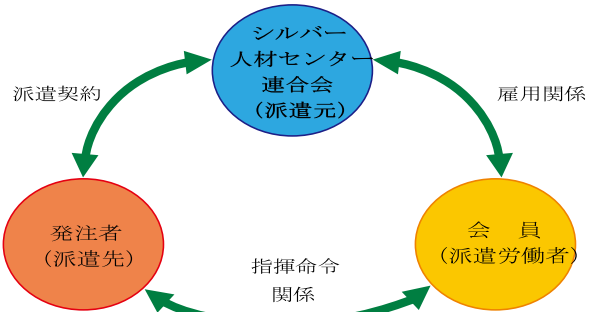 シルバー
人材センター
連合会
（派遣元）
派遣契約
雇用関係
発注者
（派遣先）
会　員
（派遣労働者）
指揮命令
関係